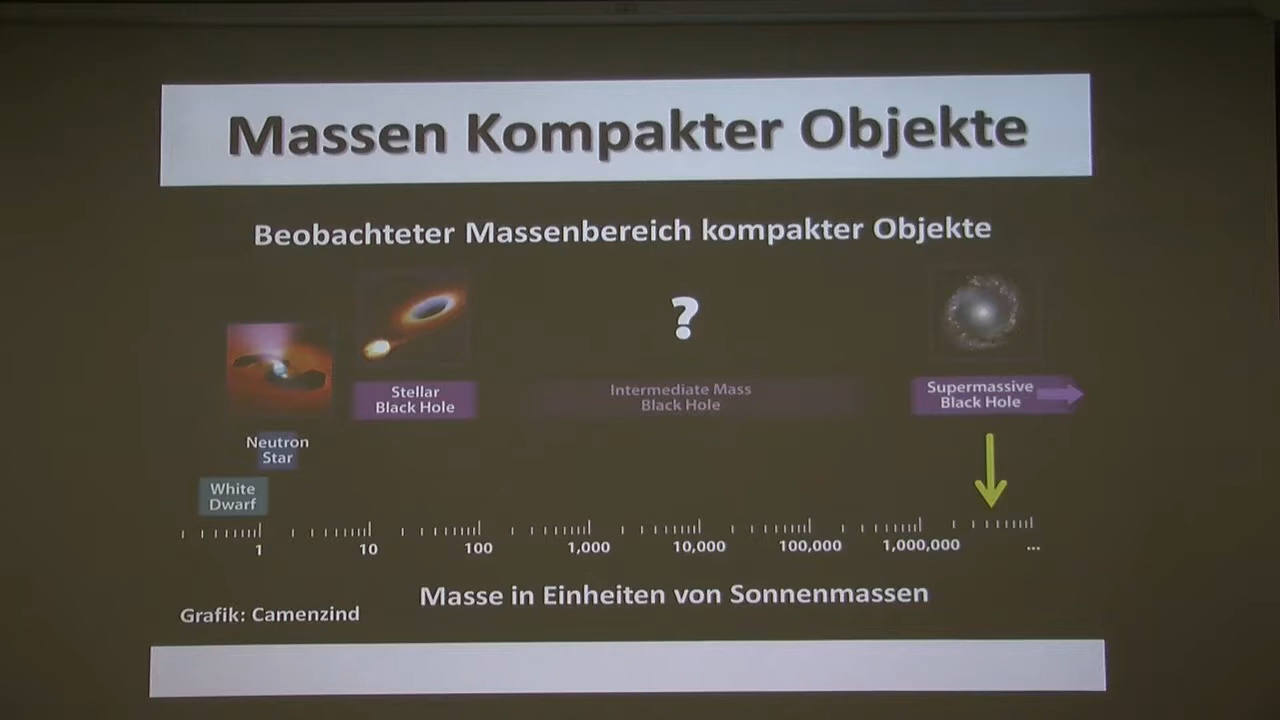 Massen Kompakter Objekte
Beobachteter Massenbereich kompakter Objekte
?
Stellar
Black Hole
Intermediate Mass
Black Hole
Supermassive
Black Hole
Neutron
Star
White
Dwarf
1 10 100 1,000 10,000 100,000 1,000,000 ...
Masse in Einheiten von Sonnenmassen
Grafik: Camenzind